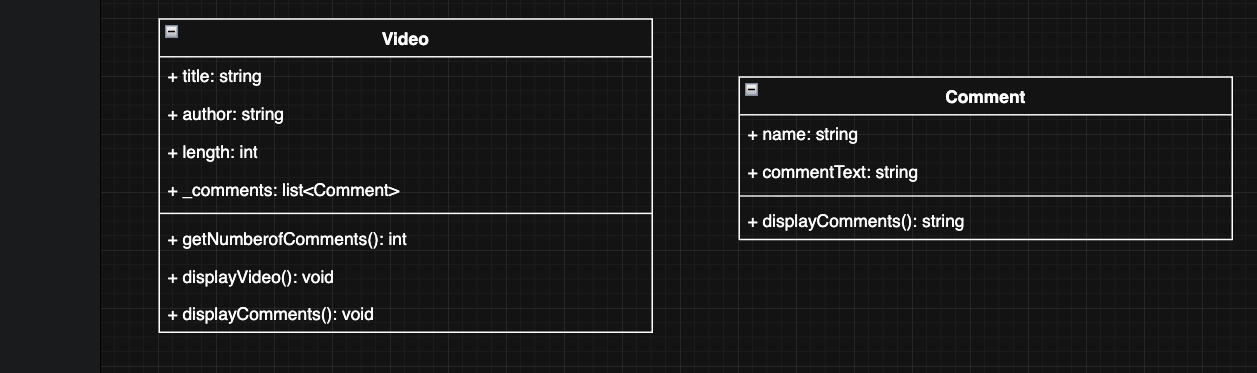 Video
+ title: string
+ author: string
+ length: int
+ _comments: list<Comment>
+ getNumberofComments(): int
+ displayVideo(): void
+ displayComments(): void
Comment
+ name: string
+ commentText: string
+ displayComments(): string